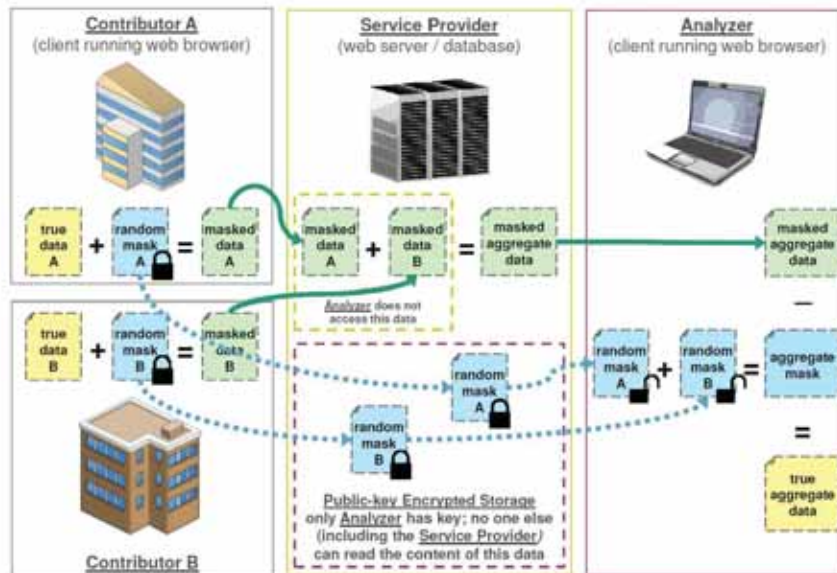 Contributor A
(client running web browser)
true
data
A
+
random
mask
A
=
masked
data
A
Service Provider
(web server / database)
masked
data
A
+
masked
data
B
=
masked
aggregate
data
Analyzer does not
access this data
Analyzer
(client running web browser)
masked
aggregate
data
–
true
data
B
+
random
mask
B
=
masked
data
B
Contributor B
random
mask
A
random
mask
B
Public-key Encrypted Storage
only Analyzer has key; no one else
(including the Service Provider)
can read the content of this data
random
mask
A
+
random
mask
B
=
aggregate
mask
=
true
aggregate
data